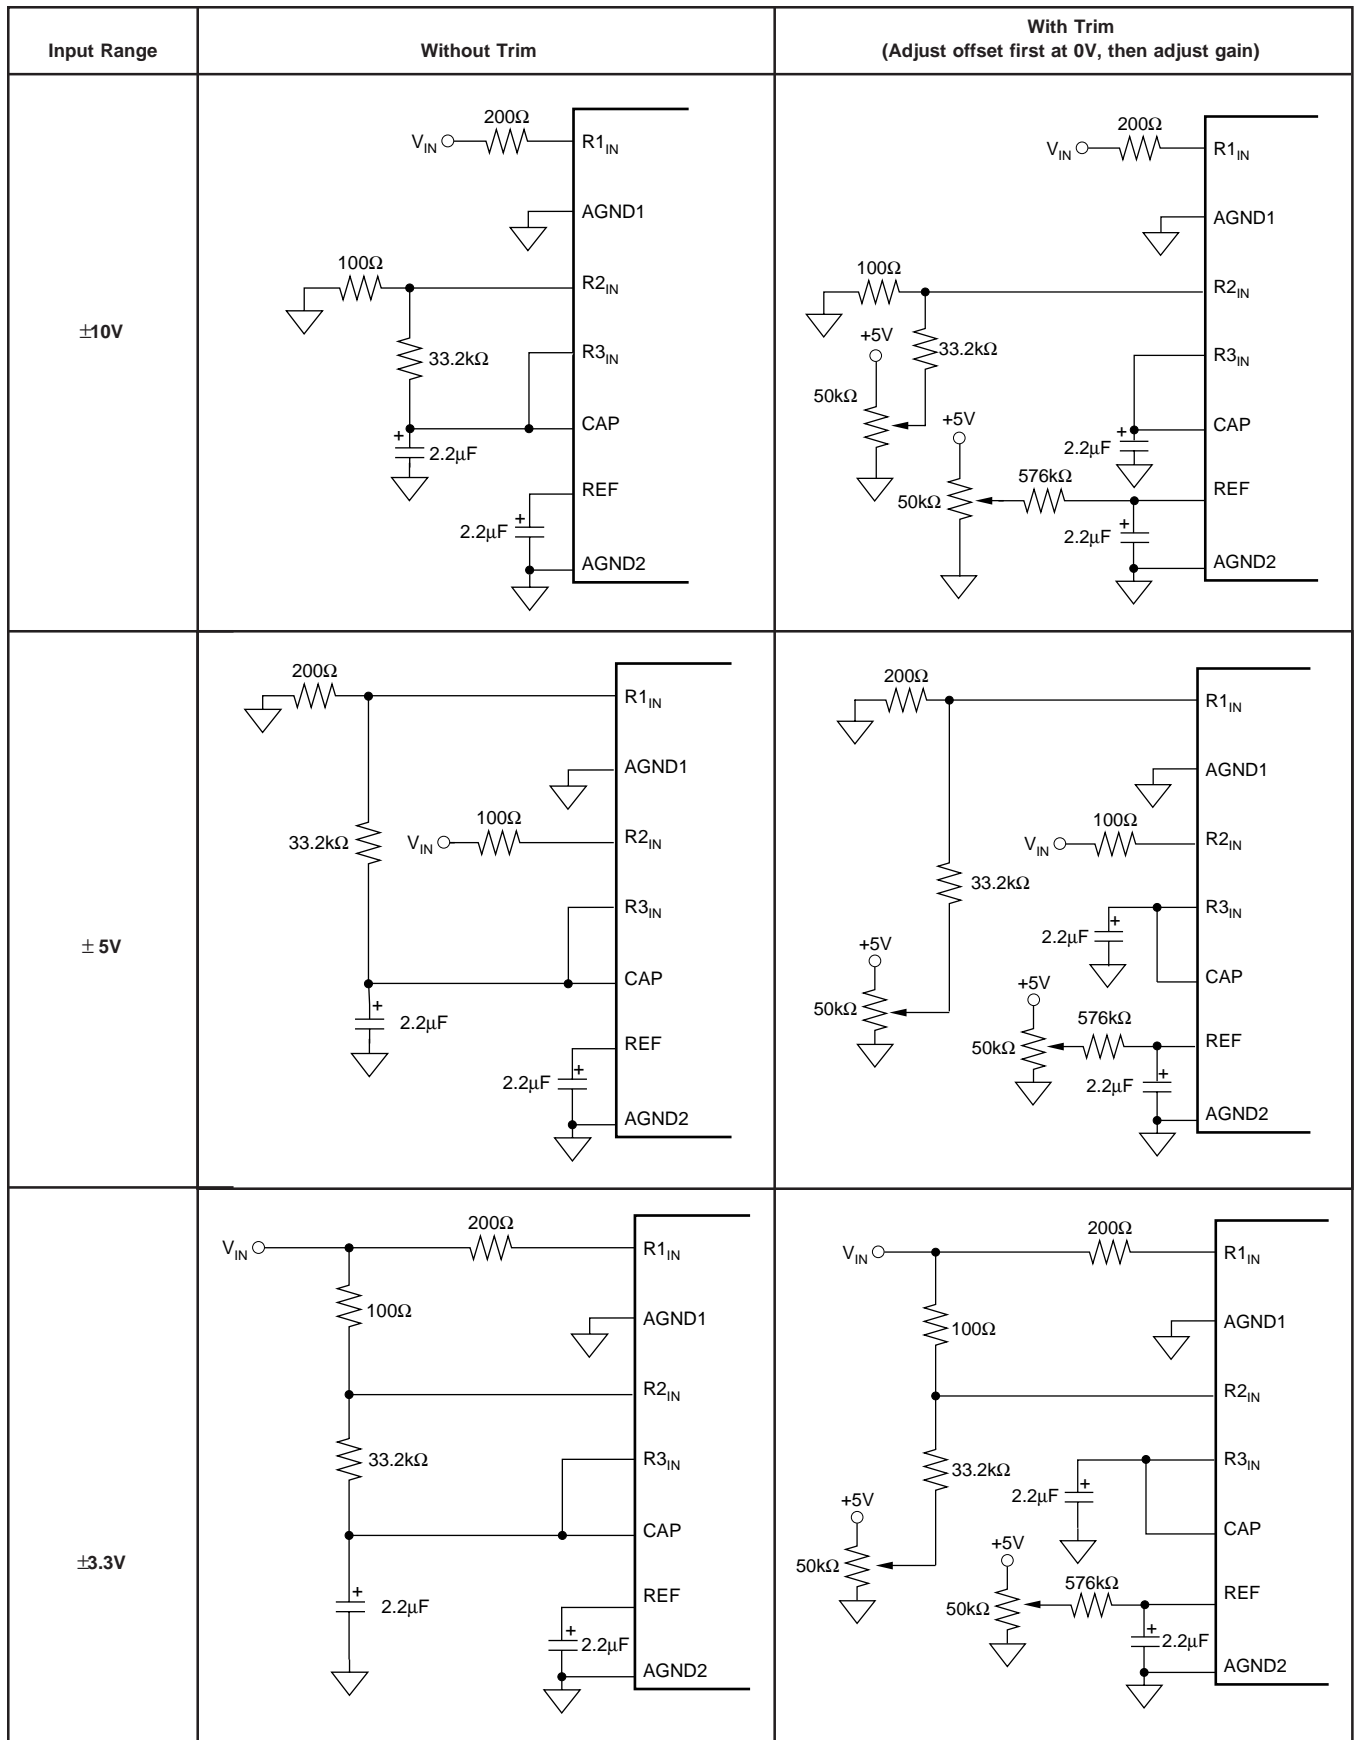 Input Range
Without Trim
With Trim
(Adjust offset first at 0V, then adjust gain)
±10V
200Ω
V_IN
R1_IN
AGND1
100Ω
R2_IN
33.2kΩ
R3_IN
CAP
+
2.2µF
REF
+
2.2µF
AGND2
200Ω
V_IN
R1_IN
AGND1
100Ω
R2_IN
+5V
33.2kΩ
R3_IN
50kΩ
+5V
CAP
+
2.2µF
576kΩ
REF
50kΩ
+
2.2µF
AGND2
± 5V
200Ω
R1_IN
AGND1
100Ω
33.2kΩ
V_IN
R2_IN
R3_IN
CAP
+
2.2µF
REF
+
2.2µF
AGND2
200Ω
R1_IN
AGND1
100Ω
V_IN
R2_IN
33.2kΩ
R3_IN
+
2.2µF
+5V
CAP
+5V
50kΩ
576kΩ
REF
50kΩ
+
2.2µF
AGND2
±3.3V
200Ω
V_IN
R1_IN
100Ω
AGND1
R2_IN
33.2kΩ
R3_IN
CAP
+
2.2µF
REF
+
2.2µF
AGND2
200Ω
V_IN
R1_IN
100Ω
AGND1
R2_IN
33.2kΩ
R3_IN
+
2.2µF
+5V
CAP
+5V
50kΩ
576kΩ
REF
50kΩ
+
2.2µF
AGND2